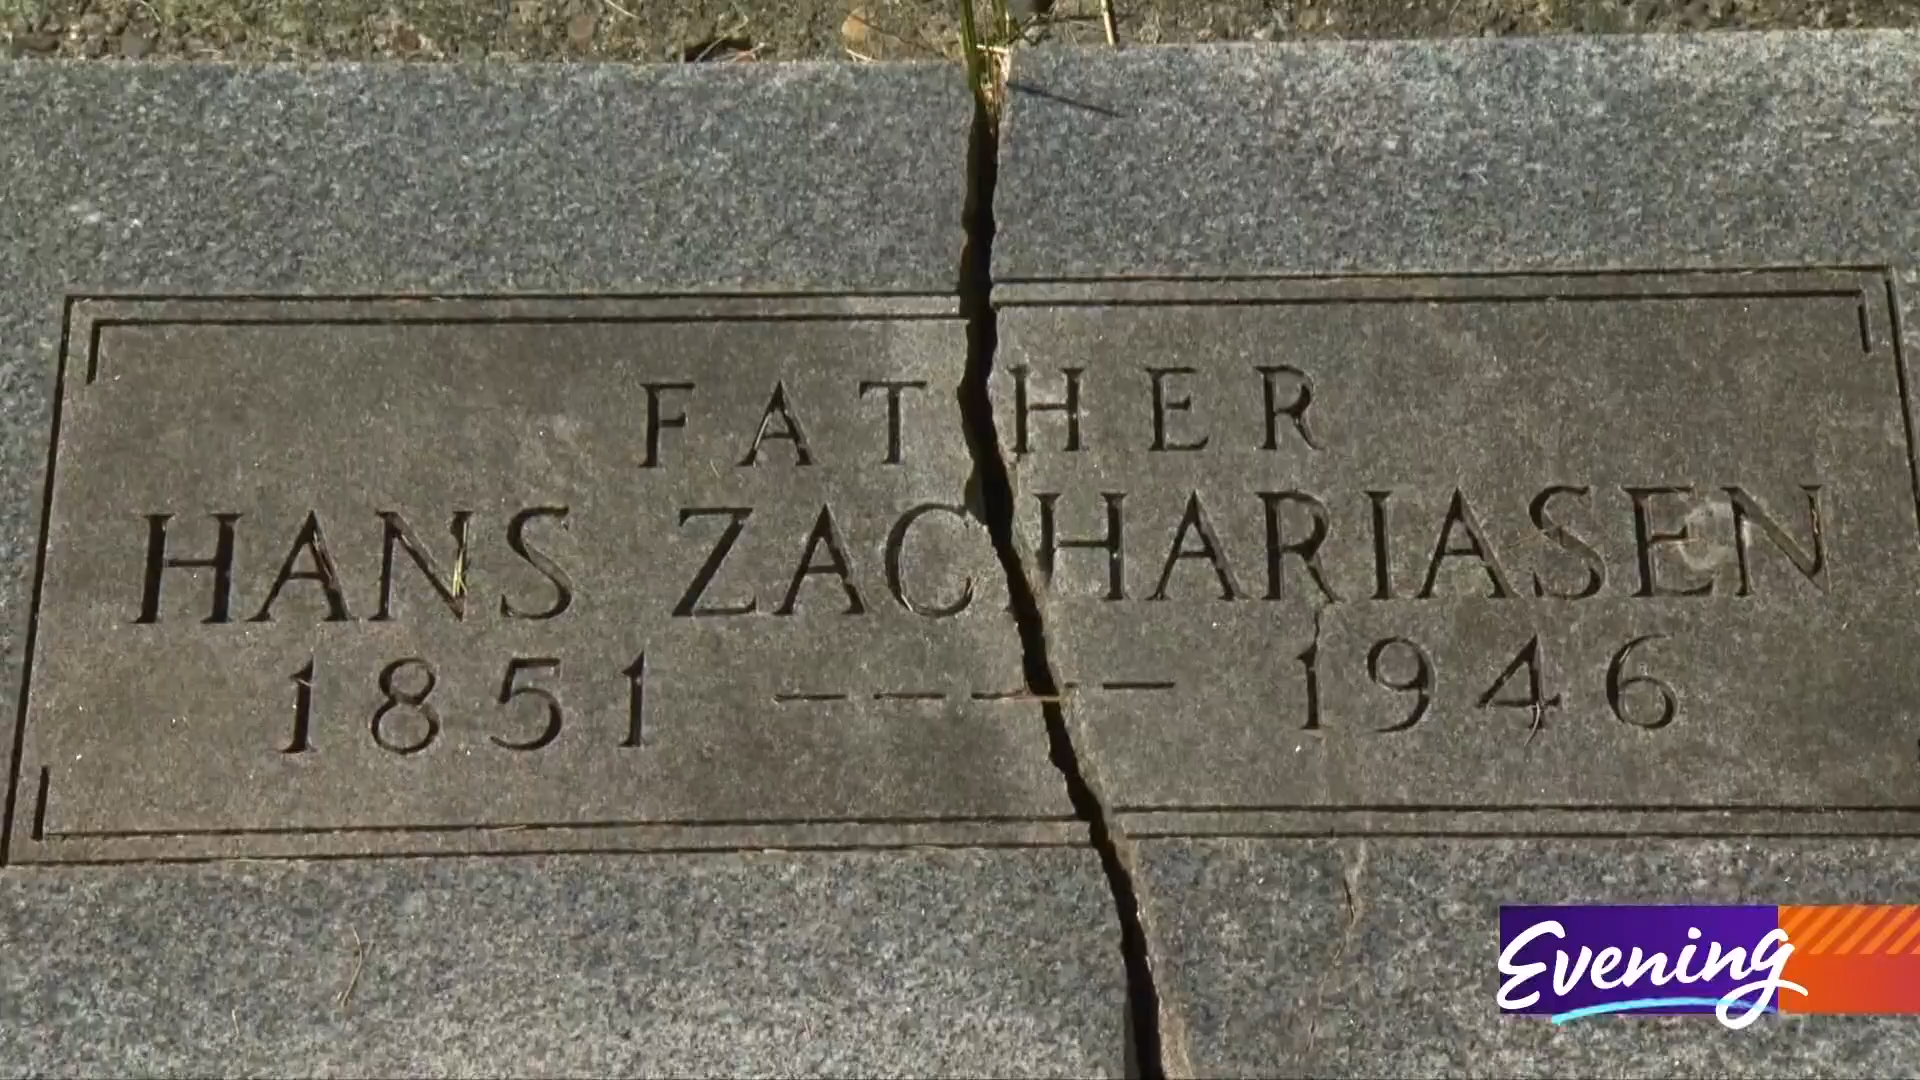 FATHER
HANS ZACHARIASEN
1851 ---- 1946
Evening